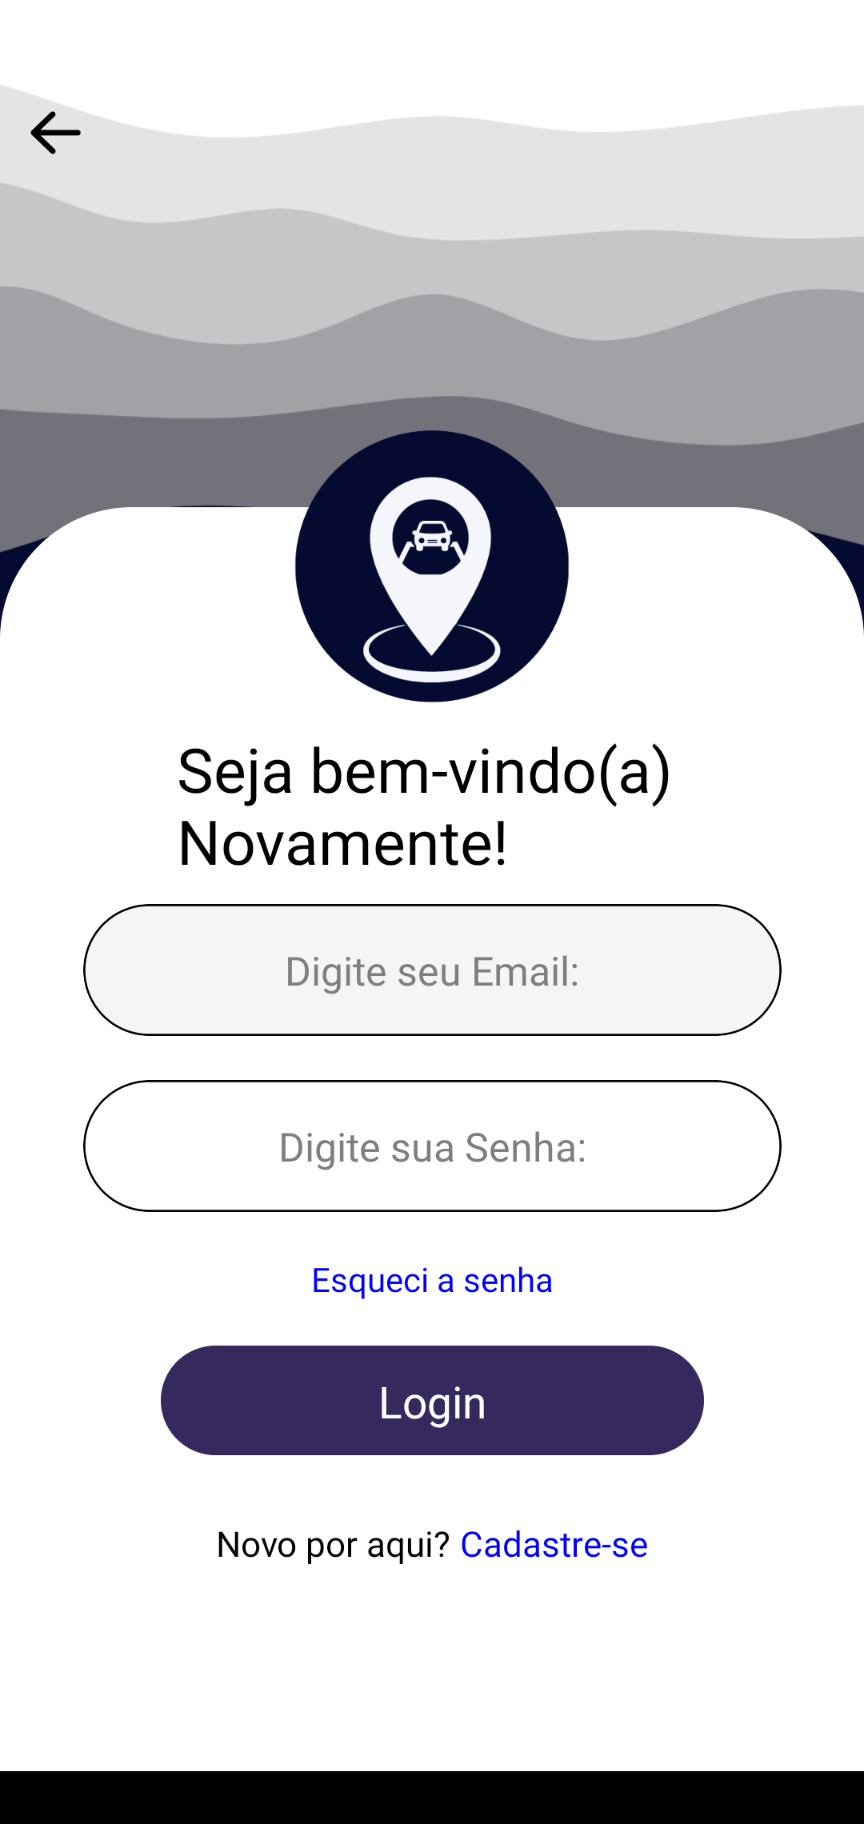 Seja bem-vindo(a)
Novamente!
Digite seu Email:
Digite sua Senha:
Esqueci a senha
Login
Novo por aqui? Cadastre-se